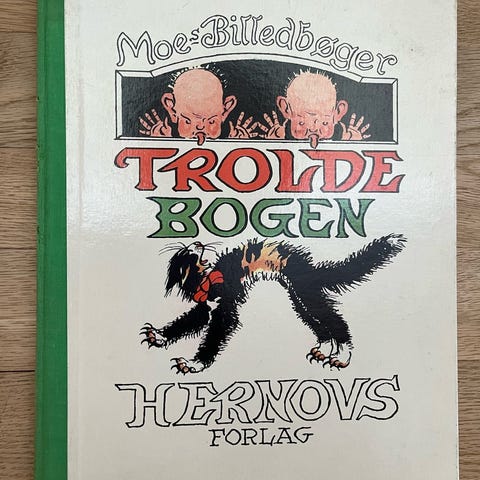 Moe=Billedbøger
TROLDE
BOGEN
HERNOVS
FORLAG